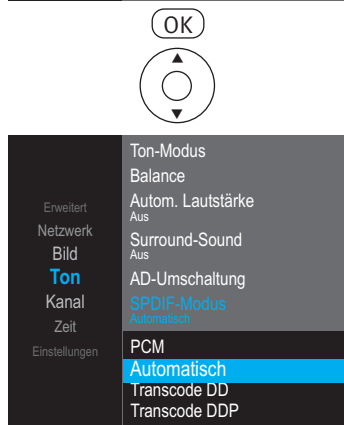 OK
Erweitert
Netzwerk
Bild
Ton
Kanal
Zeit
Einstellungen
Ton-Modus
Balance
Autom. Lautstärke
Aus
Surround-Sound
Aus
AD-Umschaltung
SPDIF-Modus
Automatisch
PCM
Automatisch
Transcode DD
Transcode DDP